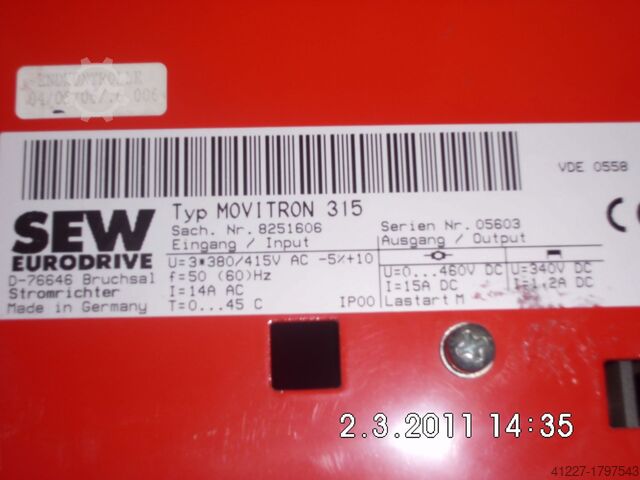 ENDKONTROLLE
VDE 0558
Typ MOVITRON 315
Sach. Nr. 8251606
Serien Nr. 05603
Eingang / Input
Ausgang / Output
SEW
EURODRIVE
D-76646 Bruchsal
Stromrichter
Made in Germany
U=3*380/415V AC -5%+10
f=50 (60)Hz
I=14A AC
T=0...45 C
IP00
U=0...460V DC
I=15A DC
Lastart M
U=340V DC
I=1,2A DC
CE
2.3.2011 14:35
41227-1797543